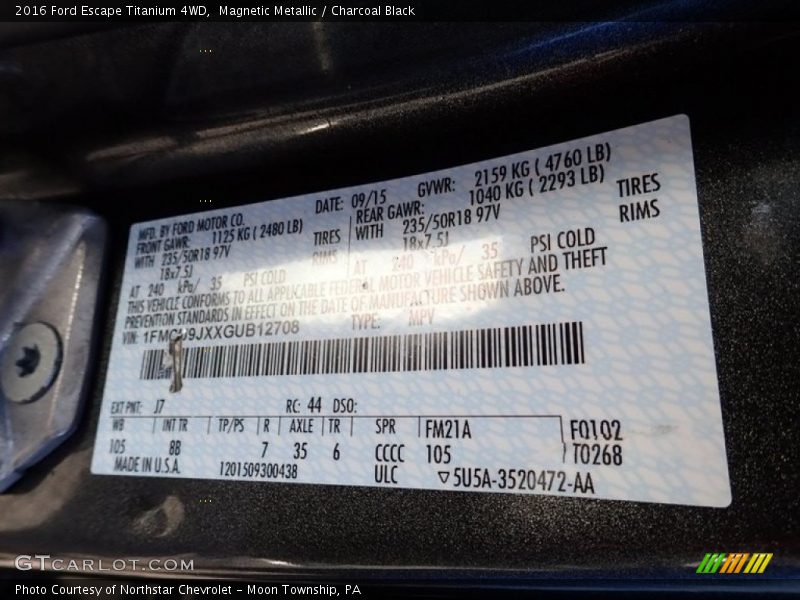 2016 Ford Escape Titanium 4WD, Magnetic Metallic / Charcoal Black
MFD. BY FORD MOTOR CO. DATE: 09/15 GVWR: 2159 KG ( 4760 LB)
FRONT GAWR: 1125 KG ( 2480 LB) REAR GAWR: 1040 KG ( 2293 LB)
WITH 235/50R18 97V TIRES WITH 235/50R18 97V TIRES
18x7.5J RIMS 18x7.5J RIMS
AT 240 kPa/ 35 PSI COLD AT 240 kPa/ 35 PSI COLD
THIS VEHICLE CONFORMS TO ALL APPLICABLE FEDERAL MOTOR VEHICLE SAFETY AND THEFT
PREVENTION STANDARDS IN EFFECT ON THE DATE OF MANUFACTURE SHOWN ABOVE.
VIN: TYPE: MPV
EXT PNT: J7 RC: 44 DSO:
WB INT TR TP/PS R AXLE TR SPR FM21A F0102
105 BB 7 35 6 CCCC 105 T0268
MADE IN U.S.A. 1201509300438 ULC 5U5A-3520472-AA
GTCARLOT.COM
Photo Courtesy of Northstar Chevrolet - Moon Township, PA